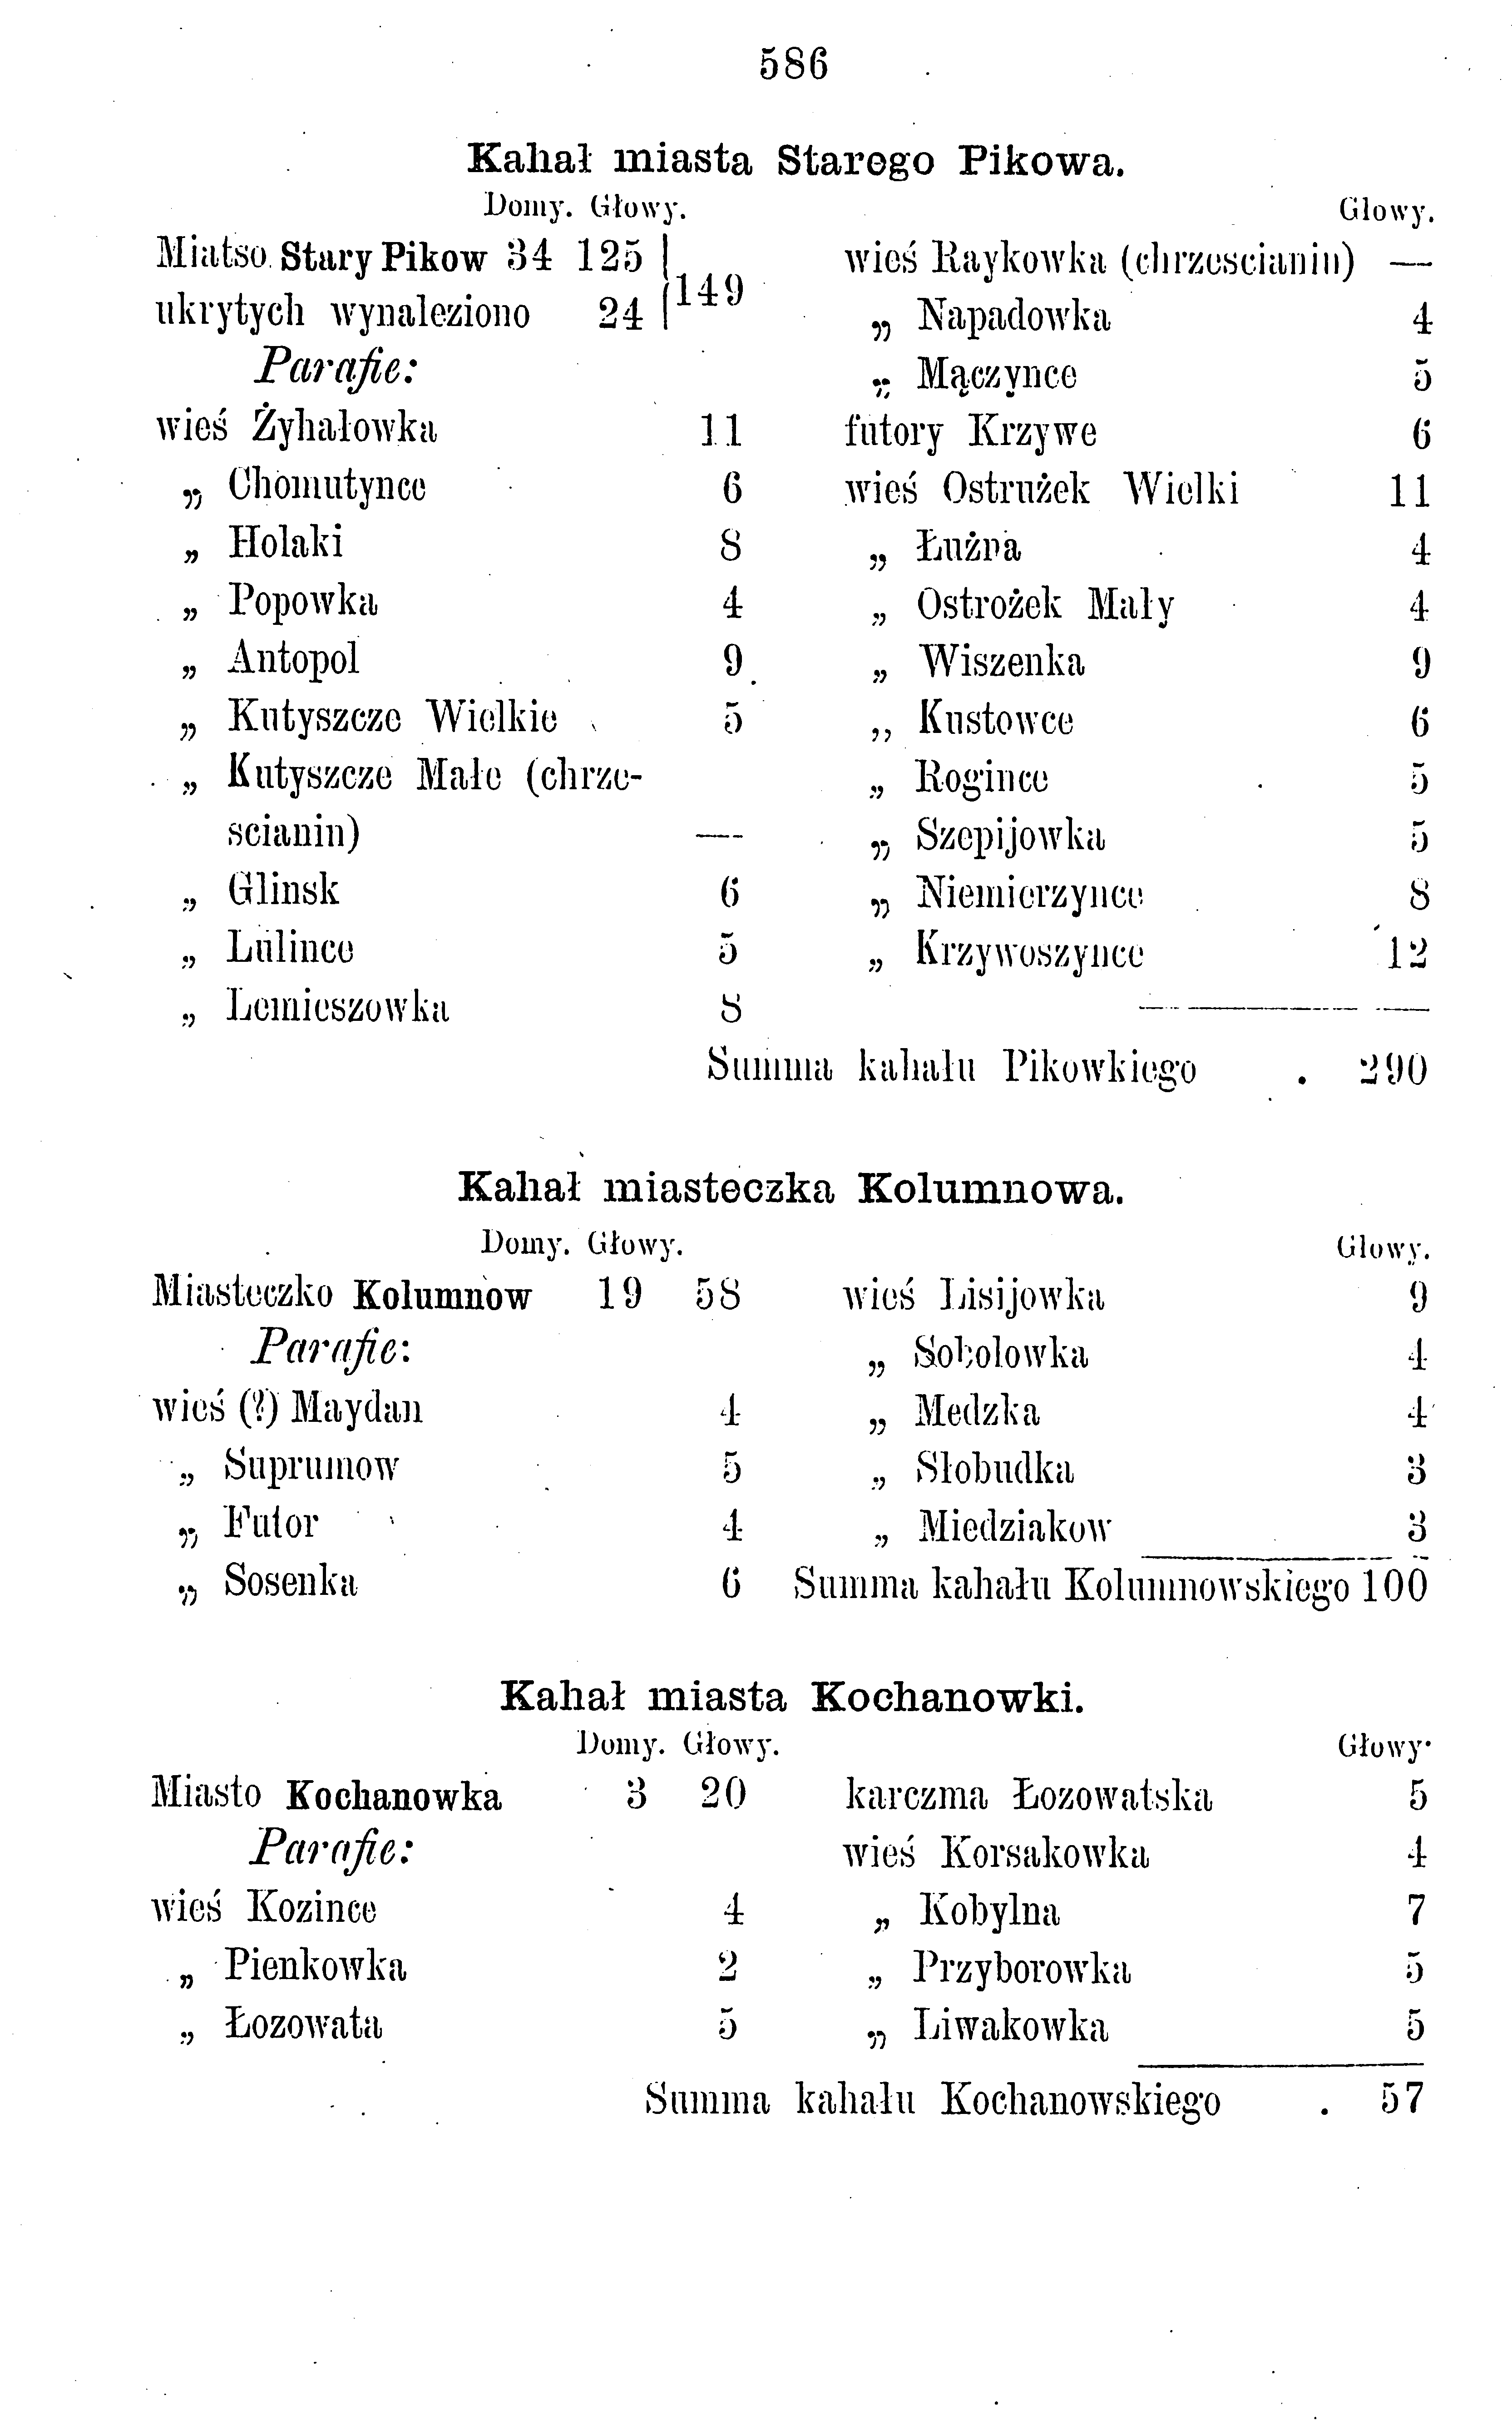 586
Kahał miasta Starego Pikowa.
Domy. Głowy.
Miatso Stary Pikow 34 125
149
ukrytych wynaleziono 24
Parafie:
wieś Żyhałowka 11
„ Chomutynce 6
„ Holaki 8
„ Popowka 4
„ Antopol 9
„ Kutyszcze Wielkie 5
„ Kutyszcze Małe (chrze-
scianin) —
„ Glinsk 6
„ Lulince 5
„ Lemieszowka 8
Głowy.
wieś Raykowka (chrzescianin) —
„ Napadowka 4
„ Mączynce 5
futory Krzywe 6
wieś Ostrużek Wielki 11
„ Łużna 4
„ Ostrożek Mały 4
„ Wiszenka 9
„ Kustowce 6
„ Rogince 5
„ Szepijowka 5
„ Niemierzynce 8
„ Krzywoszynce 12
Summa kahału Pikowkiego . 290
Kahał miasteczka Kolumnowa.
Domy. Głowy.
Miasteczko Kolumnow 19 58
Parafie:
wieś (?) Maydan 4
„ Suprumow 5
„ Futor 4
„ Sosenka 6
Głowy.
wieś Lisijowka 9
„ Sobolowka 4
„ Medzka 4
„ Słobudka 3
„ Miedziakow 3
Summa kahału Kolumnowskiego 100
Kahał miasta Kochanowki.
Domy. Głowy.
Miasto Kochanowka 3 20
Parafie:
wieś Kozince 4
„ Pienkowka 2
„ Łozowata 5
Głowy.
karczma Łozowatska 5
wieś Korsakowka 4
„ Kobylna 7
„ Przyborowka 5
„ Liwakowka 5
Summa kahału Kochanowskiego . 57